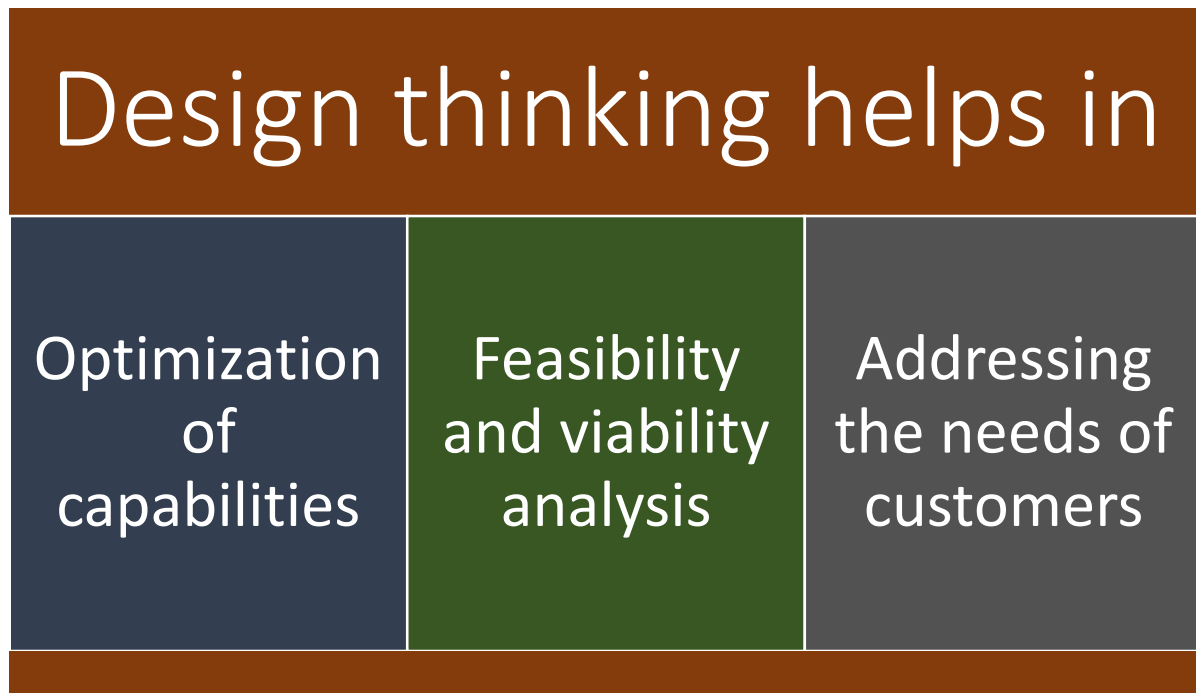 Design thinking helps in
Optimization
of
capabilities
Feasibility
and viability
analysis
Addressing
the needs of
customers